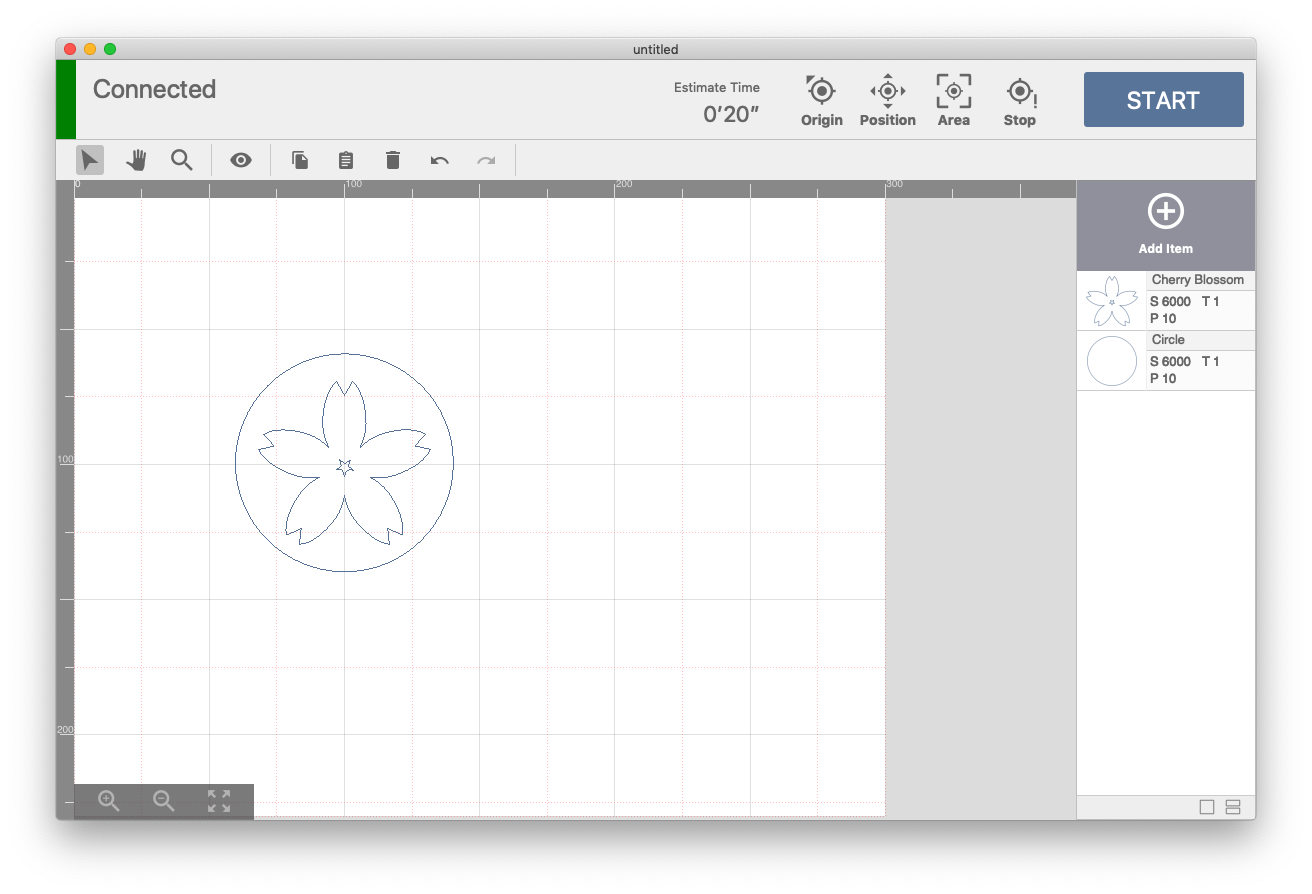 untitled
Connected
Estimate Time
0’20”
Origin
Position
Area
Stop
START
0
100
200
300
100
200
Add Item
Cherry Blossom
S 6000 T 1
P 10
Circle
S 6000 T 1
P 10